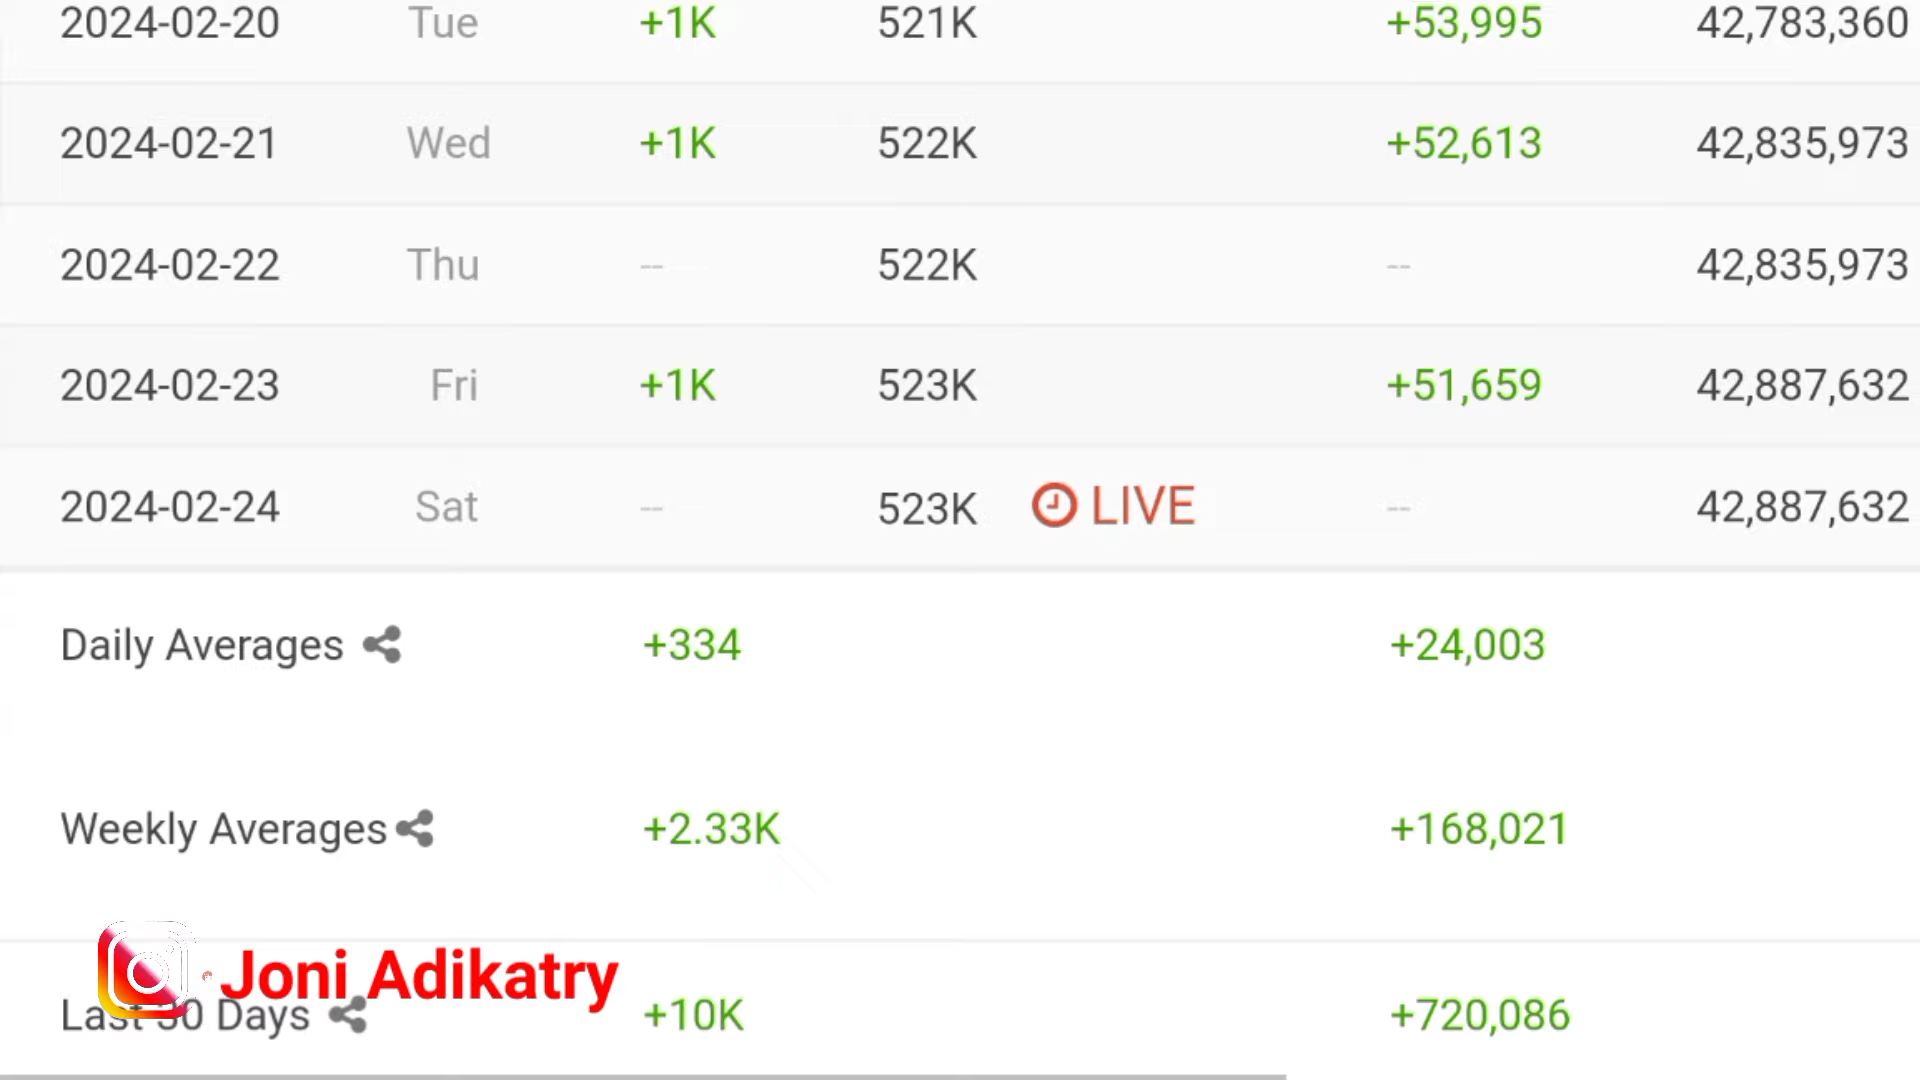 2024-02-20 Tue +1K 521K +53,995 42,783,360
2024-02-21 Wed +1K 522K +52,613 42,835,973
2024-02-22 Thu -- 522K -- 42,835,973
2024-02-23 Fri +1K 523K +51,659 42,887,632
2024-02-24 Sat -- 523K LIVE -- 42,887,632
Daily Averages +334 +24,003
Weekly Averages +2.33K +168,021
Joni Adikatry
Last 30 Days +10K +720,086